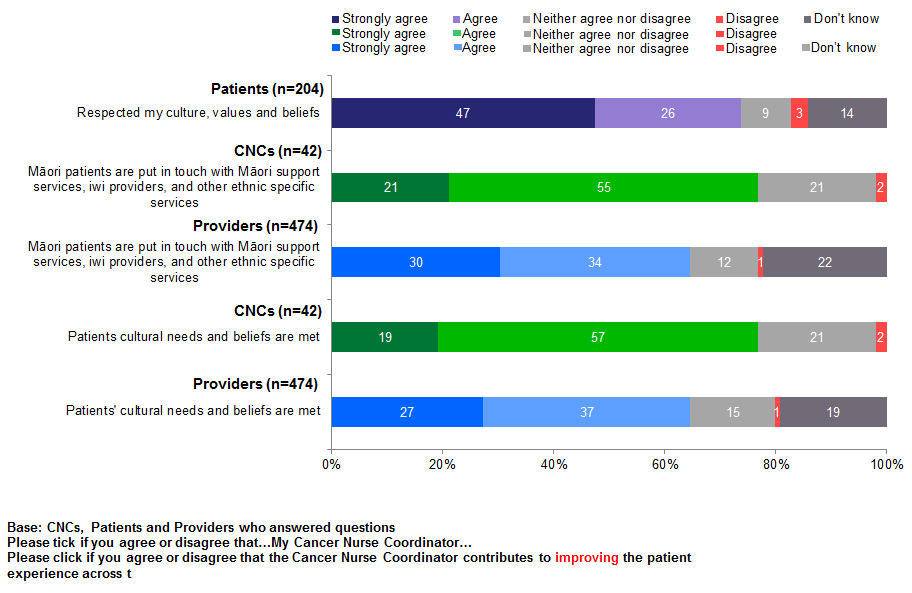 Strongly agree Agree Neither agree nor disagree Disagree Don't know
Strongly agree Agree Neither agree nor disagree Disagree
Strongly agree Agree Neither agree nor disagree Disagree Don't know
Patients (n=204)
Respected my culture, values and beliefs
47 26 9 3 14
CNCs (n=42)
Māori patients are put in touch with Māori support
services, iwi providers, and other ethnic specific
services
21 55 21 2
Providers (n=474)
Māori patients are put in touch with Māori support
services, iwi providers, and other ethnic specific
services
30 34 12 1 22
CNCs (n=42)
Patients cultural needs and beliefs are met
19 57 21 2
Providers (n=474)
Patients' cultural needs and beliefs are met
27 37 15 1 19
0% 20% 40% 60% 80% 100%
Base: CNCs, Patients and Providers who answered questions
Please tick if you agree or disagree that…My Cancer Nurse Coordinator…
Please click if you agree or disagree that the Cancer Nurse Coordinator contributes to improving the patient
experience across t